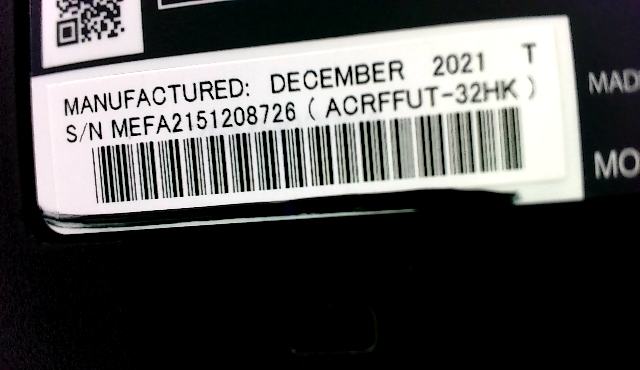 MANUFACTURED: DECEMBER 2021 T
S/N MEFA2151208726 ( ACRFFUT-32HK )